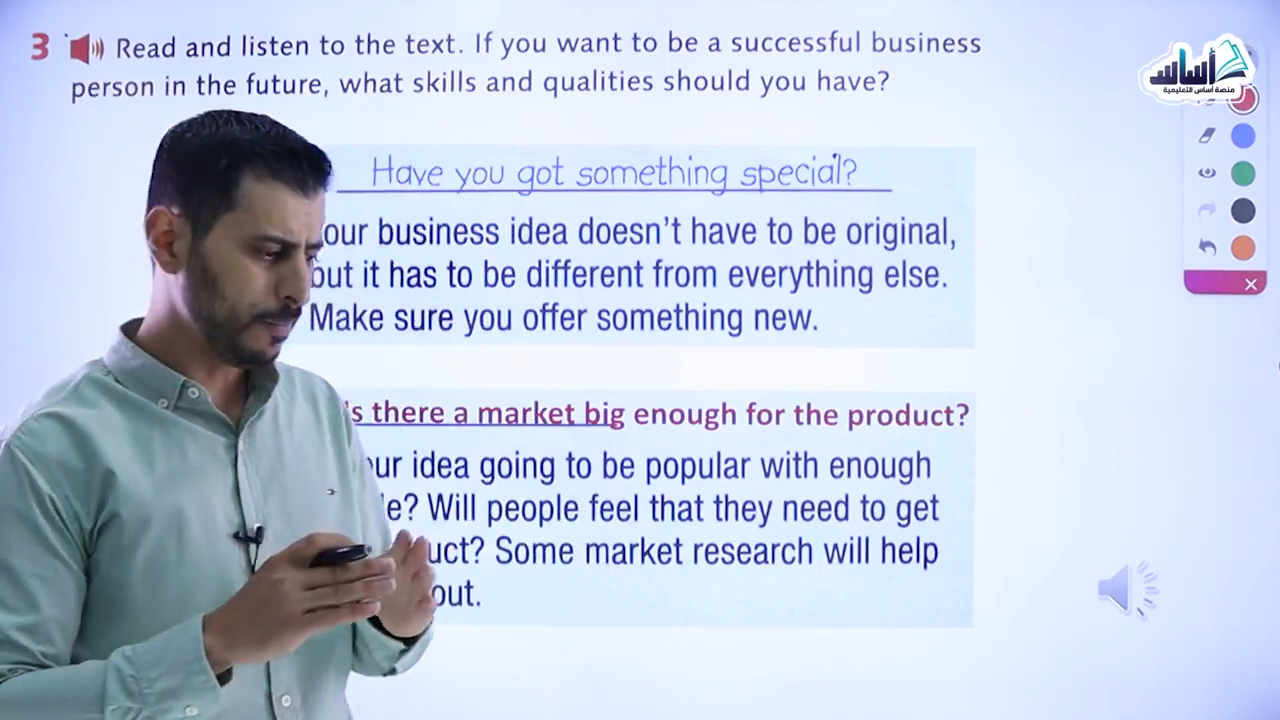 3 Read and listen to the text. If you want to be a successful business
person in the future, what skills and qualities should you have?
أساس
منصة أساس التعليمية
Have you got something special?
our business idea doesn't have to be original,
but it has to be different from everything else.
Make sure you offer something new.
's there a market big enough for the product?
idea going to be popular with enough
Will people feel that they need to get
Some market research will help
out.